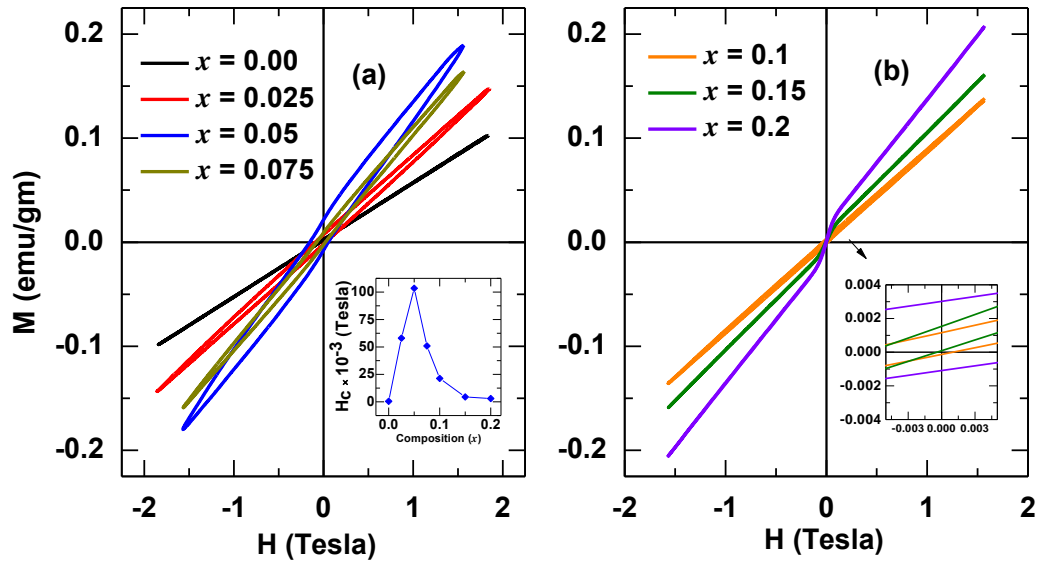 M (emu/gm)
0.2
0.1
0.0
-0.1
-0.2
x = 0.00
x = 0.025
x = 0.05
x = 0.075
(a)
H_C × 10^-3 (Tesla)
100
75
50
25
0
0.0 0.1 0.2
Composition (x)
-2 -1 0 1 2
H (Tesla)
0.2
0.1
0.0
-0.1
-0.2
x = 0.1
x = 0.15
x = 0.2
(b)
0.004
0.002
0.000
-0.002
-0.004
-0.003 0.000 0.003
-2 -1 0 1 2
H (Tesla)